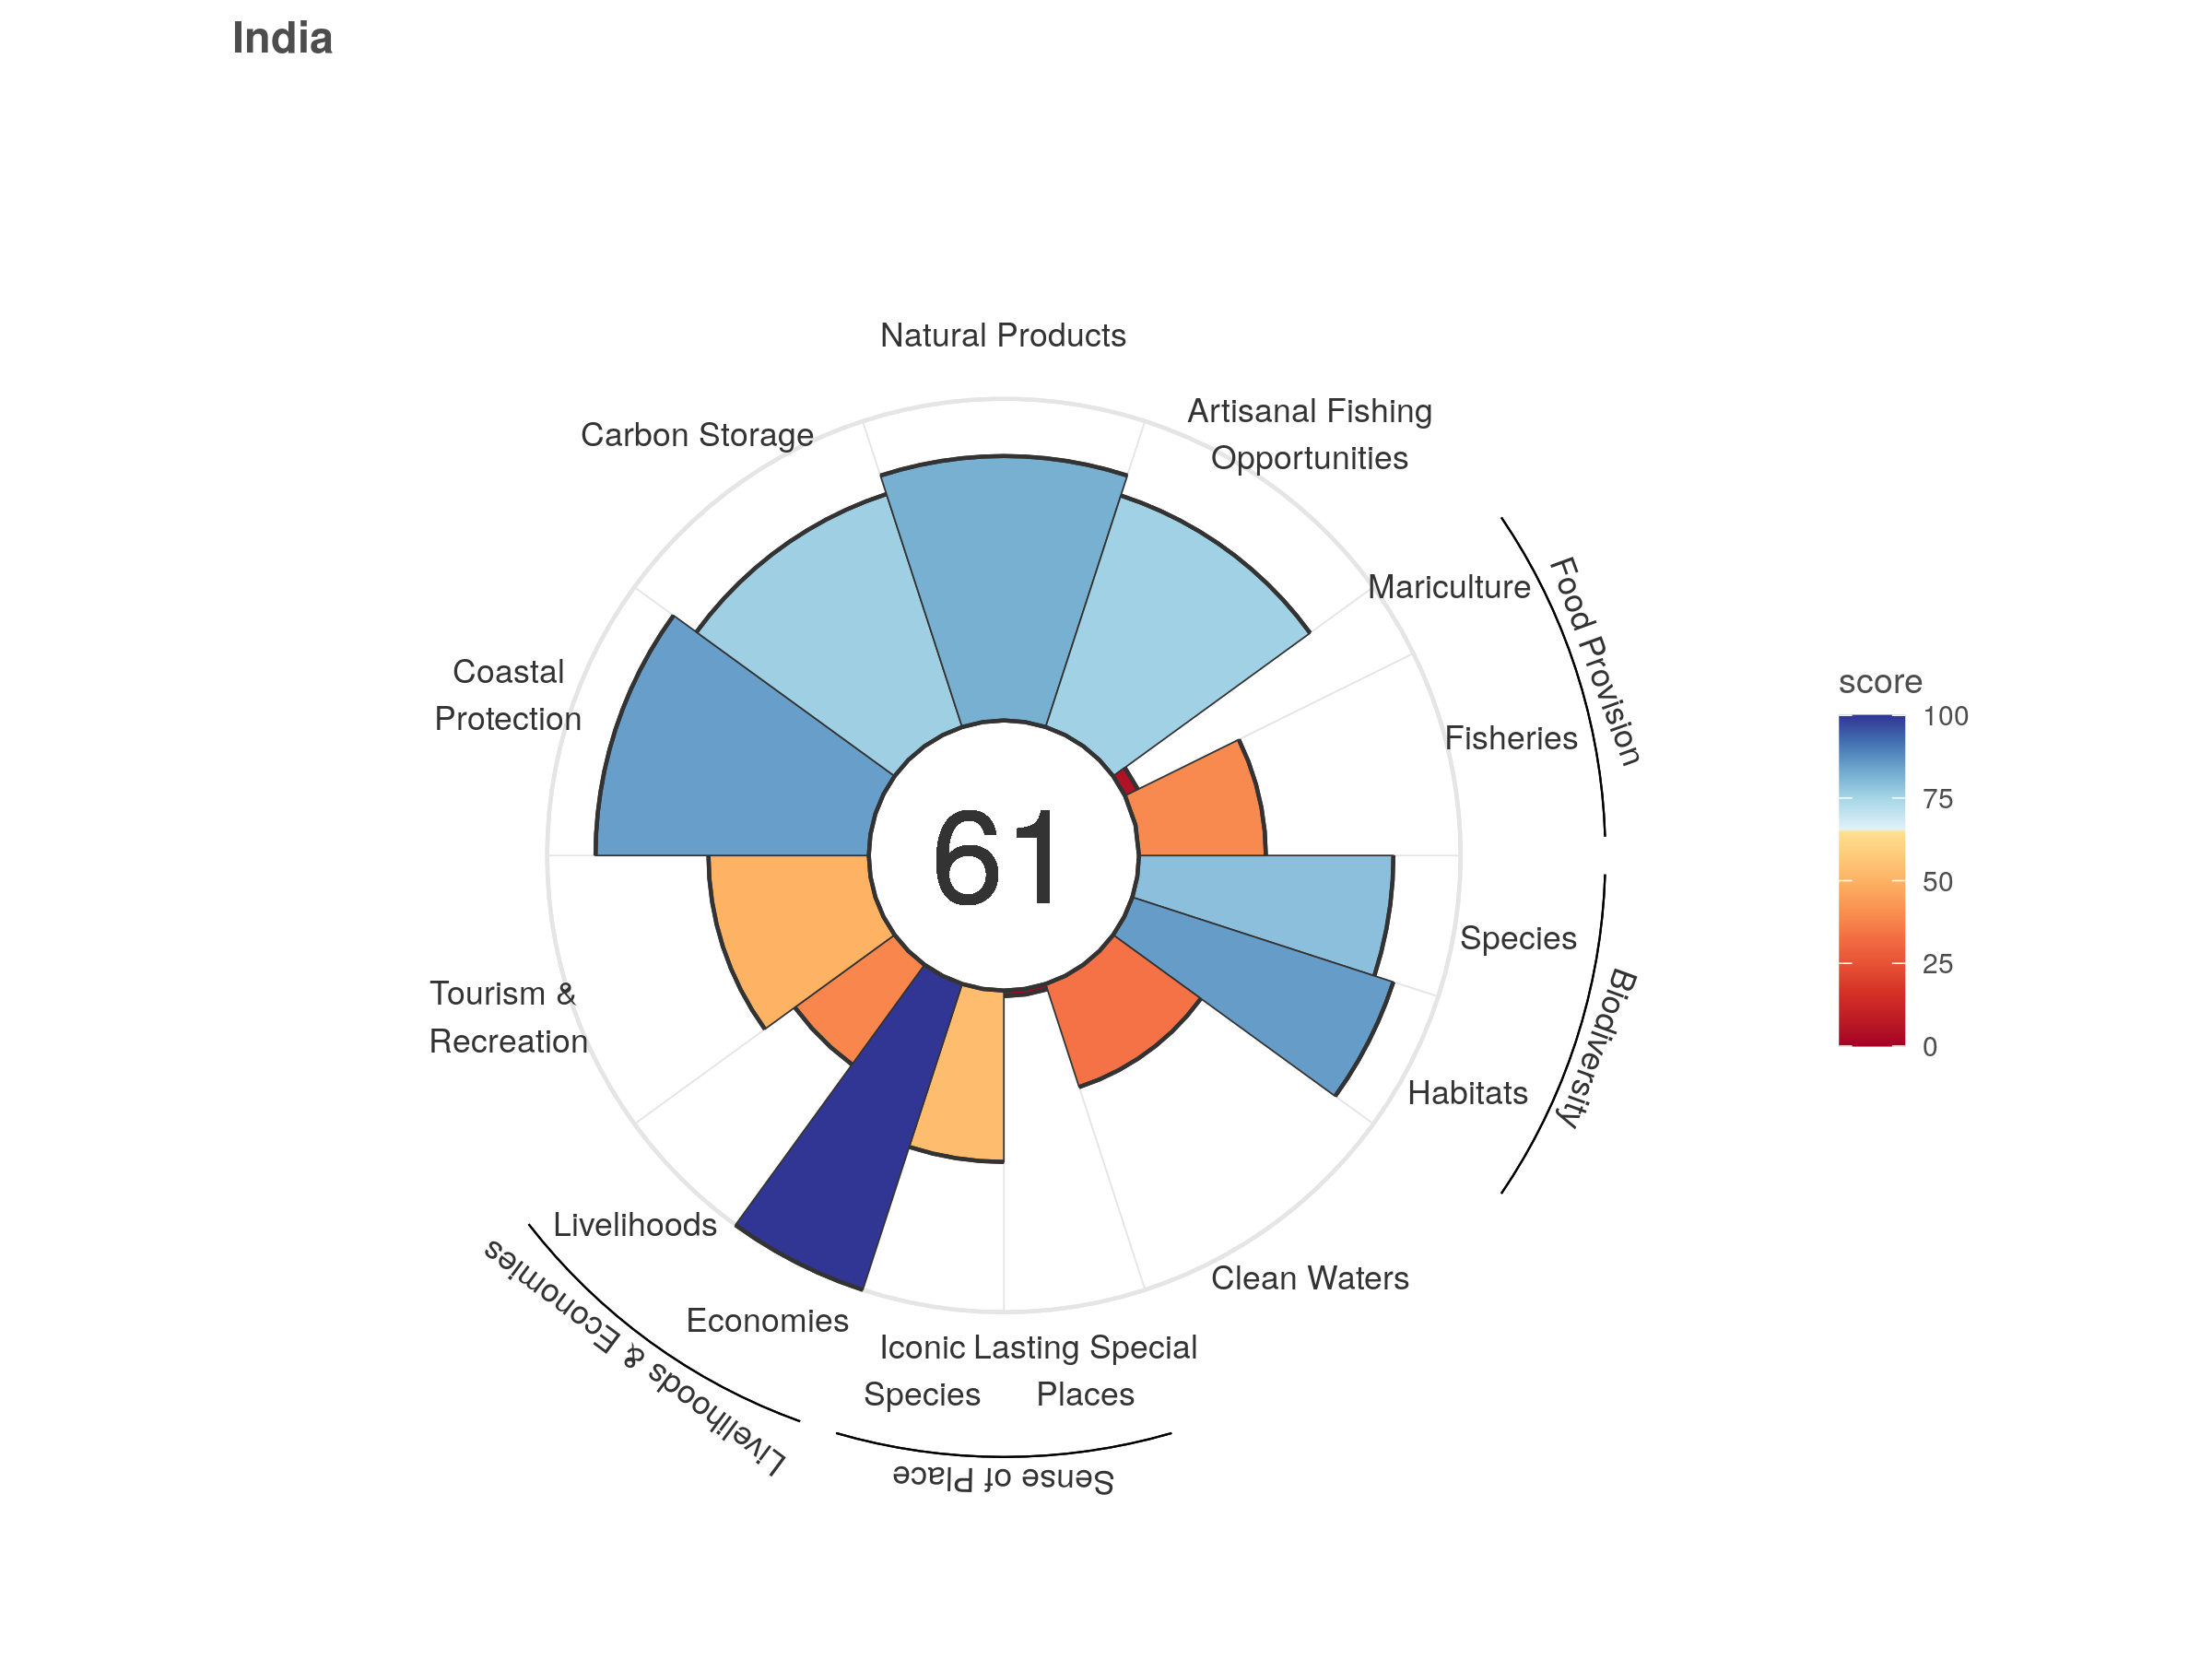 India
Natural Products
Artisanal Fishing
Opportunities
Carbon Storage
Mariculture
Food Provision
Fisheries
Coastal
Protection
61
score
100
75
50
25
0
Species
Biodiversity
Habitats
Tourism &
Recreation
Livelihoods
Livelihoods & Economies
Economies
Clean Waters
Iconic
Species
Lasting Special
Places
Sense of Place